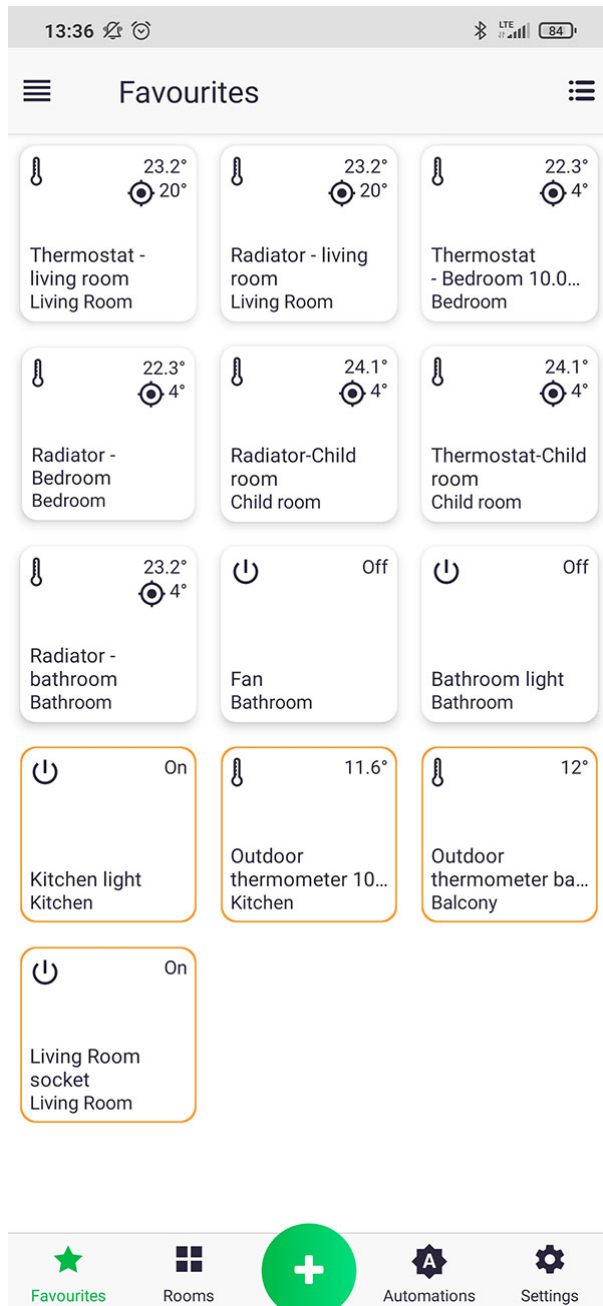 13:36
LTE
84
Favourites
23.2°
20°
Thermostat -
living room
Living Room
23.2°
20°
Radiator - living
room
Living Room
22.3°
4°
Thermostat
- Bedroom 10.0...
Bedroom
22.3°
4°
Radiator -
Bedroom
Bedroom
24.1°
4°
Radiator-Child
room
Child room
24.1°
4°
Thermostat-Child
room
Child room
23.2°
4°
Radiator -
bathroom
Bathroom
Off
Fan
Bathroom
Off
Bathroom light
Bathroom
On
Kitchen light
Kitchen
11.6°
Outdoor
thermometer 10...
Kitchen
12°
Outdoor
thermometer ba...
Balcony
On
Living Room
socket
Living Room
Favourites
Rooms
A
Automations
Settings